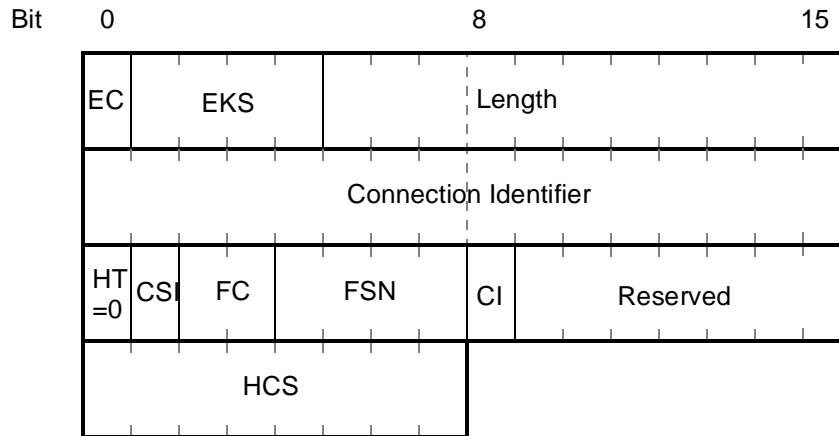 Bit 0 8 15
EC EKS Length
Connection Identifier
HT =0 CSI FC FSN CI Reserved
HCS